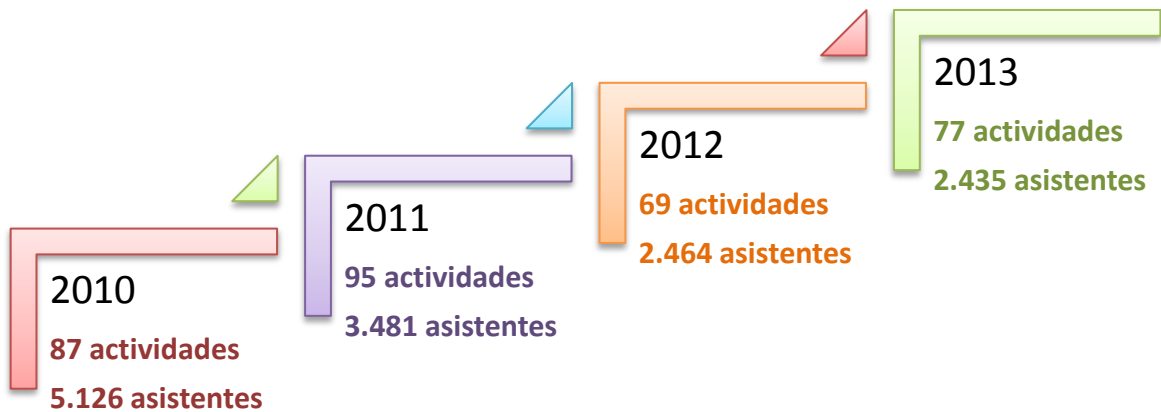 2010
87 actividades
5.126 asistentes
2011
95 actividades
3.481 asistentes
2012
69 actividades
2.464 asistentes
2013
77 actividades
2.435 asistentes